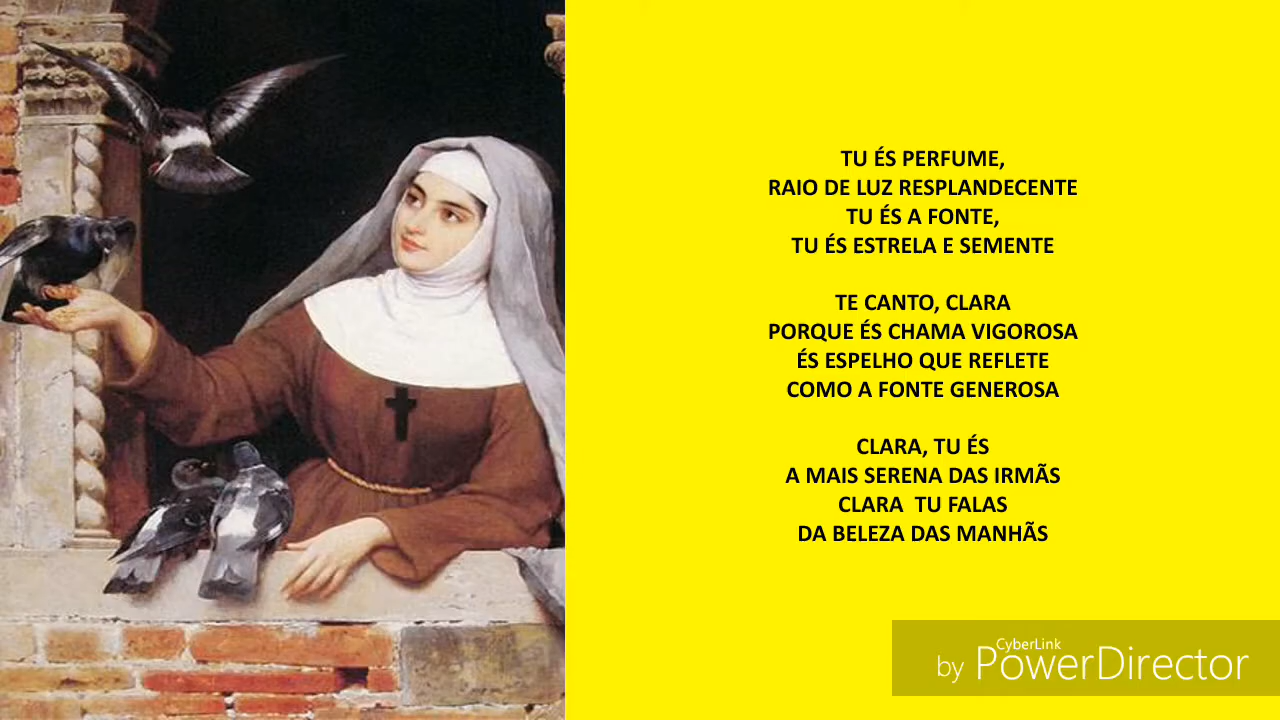 TU ÉS PERFUME,
RAIO DE LUZ RESPLANDECENTE
TU ÉS A FONTE,
TU ÉS ESTRELA E SEMENTE
TE CANTO, CLARA
PORQUE ÉS CHAMA VIGOROSA
ÉS ESPELHO QUE REFLETE
COMO A FONTE GENEROSA
CLARA, TU ÉS
A MAIS SERENA DAS IRMÃS
CLARA  TU FALAS
DA BELEZA DAS MANHÃS
CyberLink
by PowerDirector